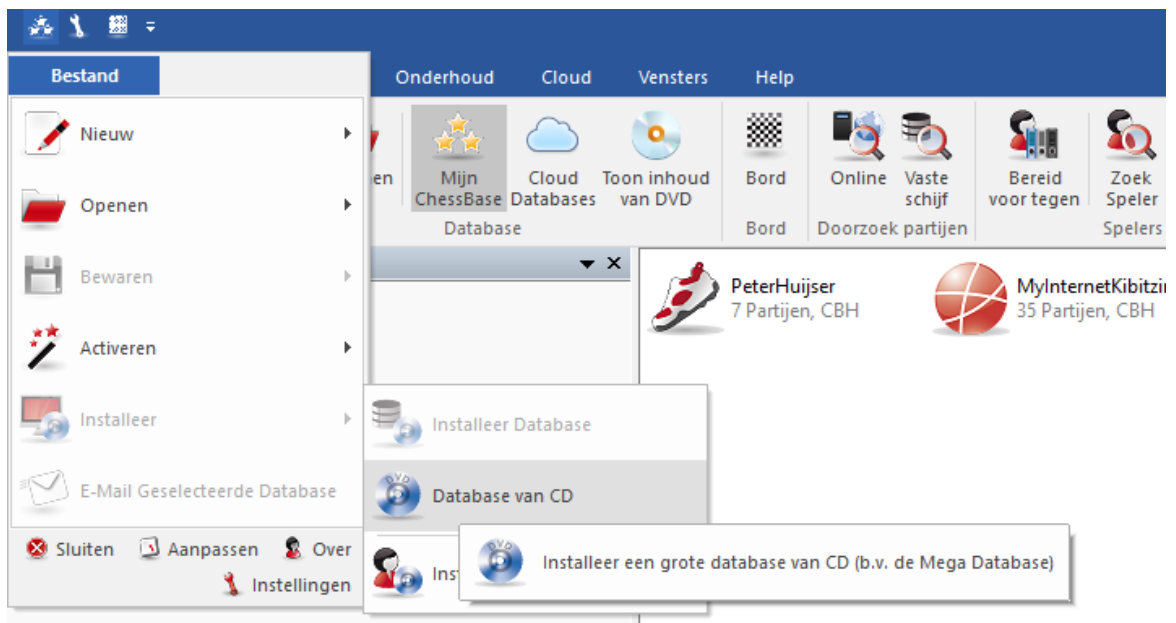 Bestand
Onderhoud
Cloud
Vensters
Help
Nieuw
Openen
Bewaren
Activeren
Installeer
E-Mail Geselecteerde Database
Sluiten
Aanpassen
Over
Instellingen
en
Mijn
ChessBase
Cloud
Databases
Toon inhoud
van DVD
Database
Bord
Bord
Online
Vaste
schijf
Doorzoek partijen
Bereid
voor tegen
Zoek
Speler
Spelers
PeterHuijser
7 Partijen, CBH
MyInternetKibitzin
35 Partijen, CBH
Installeer Database
Database van CD
Ins
Installeer een grote database van CD (b.v. de Mega Database)